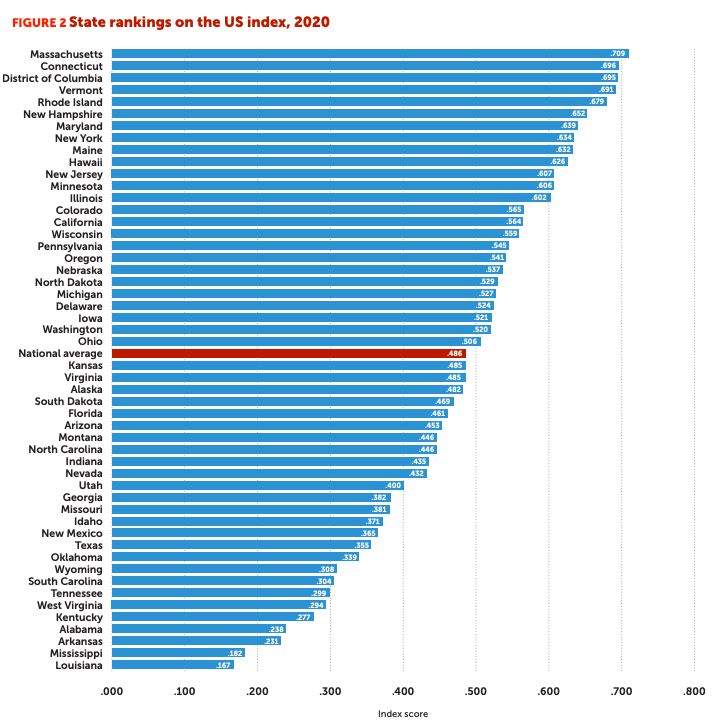 FIGURE 2 State rankings on the US index, 2020
Massachusetts .709
Connecticut .696
District of Columbia .695
Vermont .691
Rhode Island .679
New Hampshire .652
Maryland .639
New York .634
Maine .632
Hawaii .626
New Jersey .607
Minnesota .606
Illinois .602
Colorado .565
California .564
Wisconsin .559
Pennsylvania .545
Oregon .541
Nebraska .537
North Dakota .529
Michigan .527
Delaware .524
Iowa .521
Washington .520
Ohio .506
National average .486
Kansas .485
Virginia .485
Alaska .482
South Dakota .469
Florida .461
Arizona .453
Montana .446
North Carolina .446
Indiana .435
Nevada .432
Utah .400
Georgia .382
Missouri .381
Idaho .371
New Mexico .365
Texas .355
Oklahoma .339
Wyoming .308
South Carolina .304
Tennessee .299
West Virginia .294
Kentucky .277
Alabama .238
Arkansas .231
Mississippi .182
Louisiana .167
.000 .100 .200 .300 .400 .500 .600 .700 .800
Index score